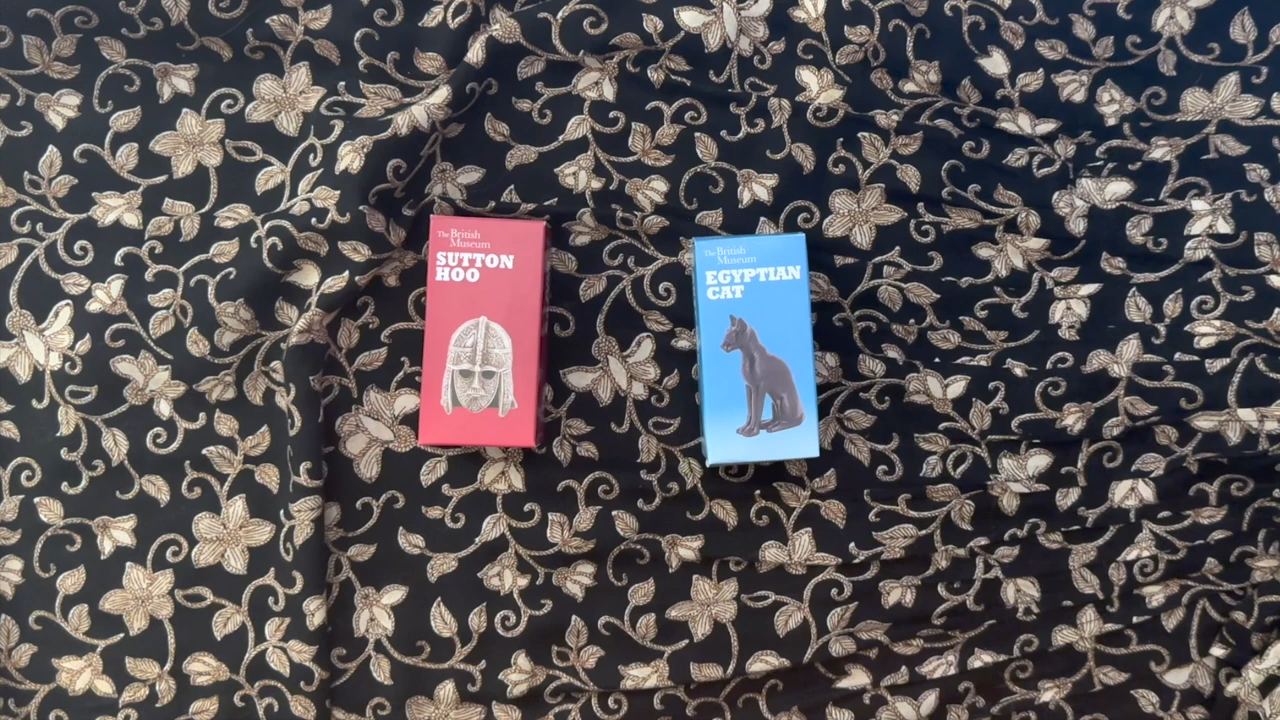 The British
Museum
SUTTON
HOO
The British
Museum
EGYPTIAN
CAT